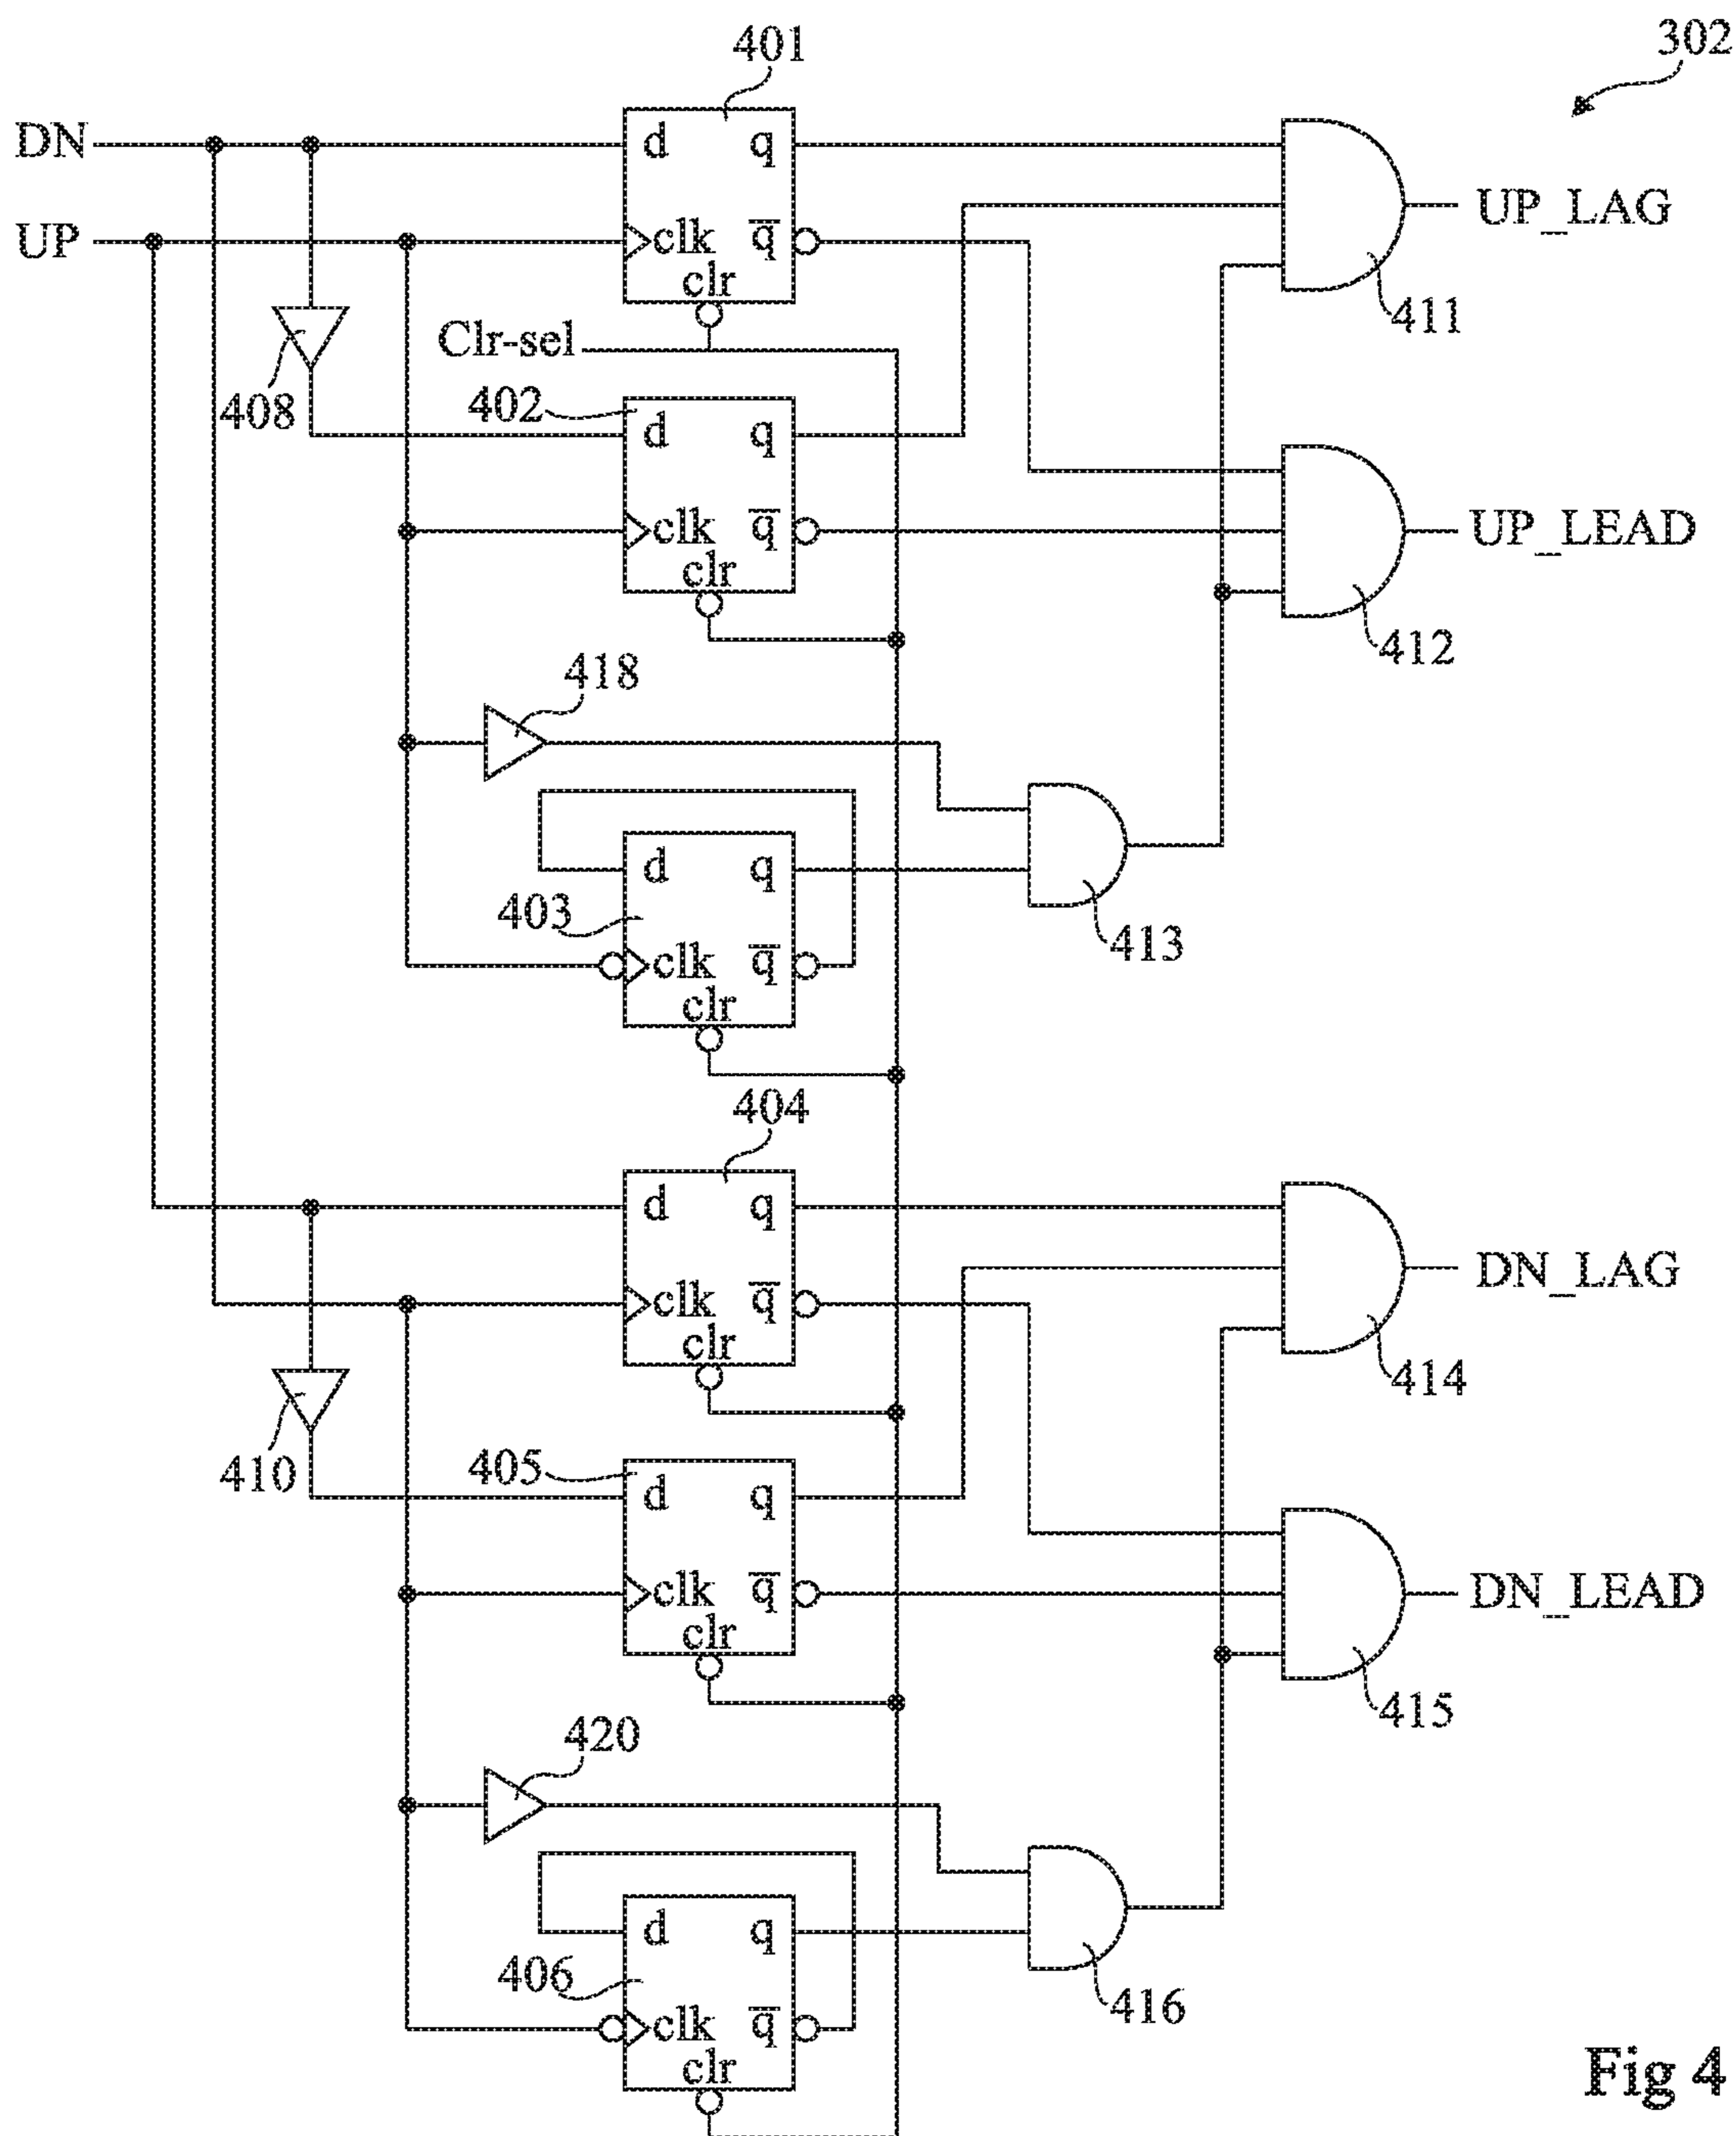 302
401
DN
d q
UP
clk q̅
clr
UP_LAG
411
408
Clr-sel
402
d q
clk q̅
clr
UP_LEAD
412
418
d q
403
clk q̅
clr
413
404
d q
clk q̅
clr
DN_LAG
414
410
405
d q
clk q̅
clr
DN_LEAD
415
420
d q
406
clk q̅
clr
416
Fig 4